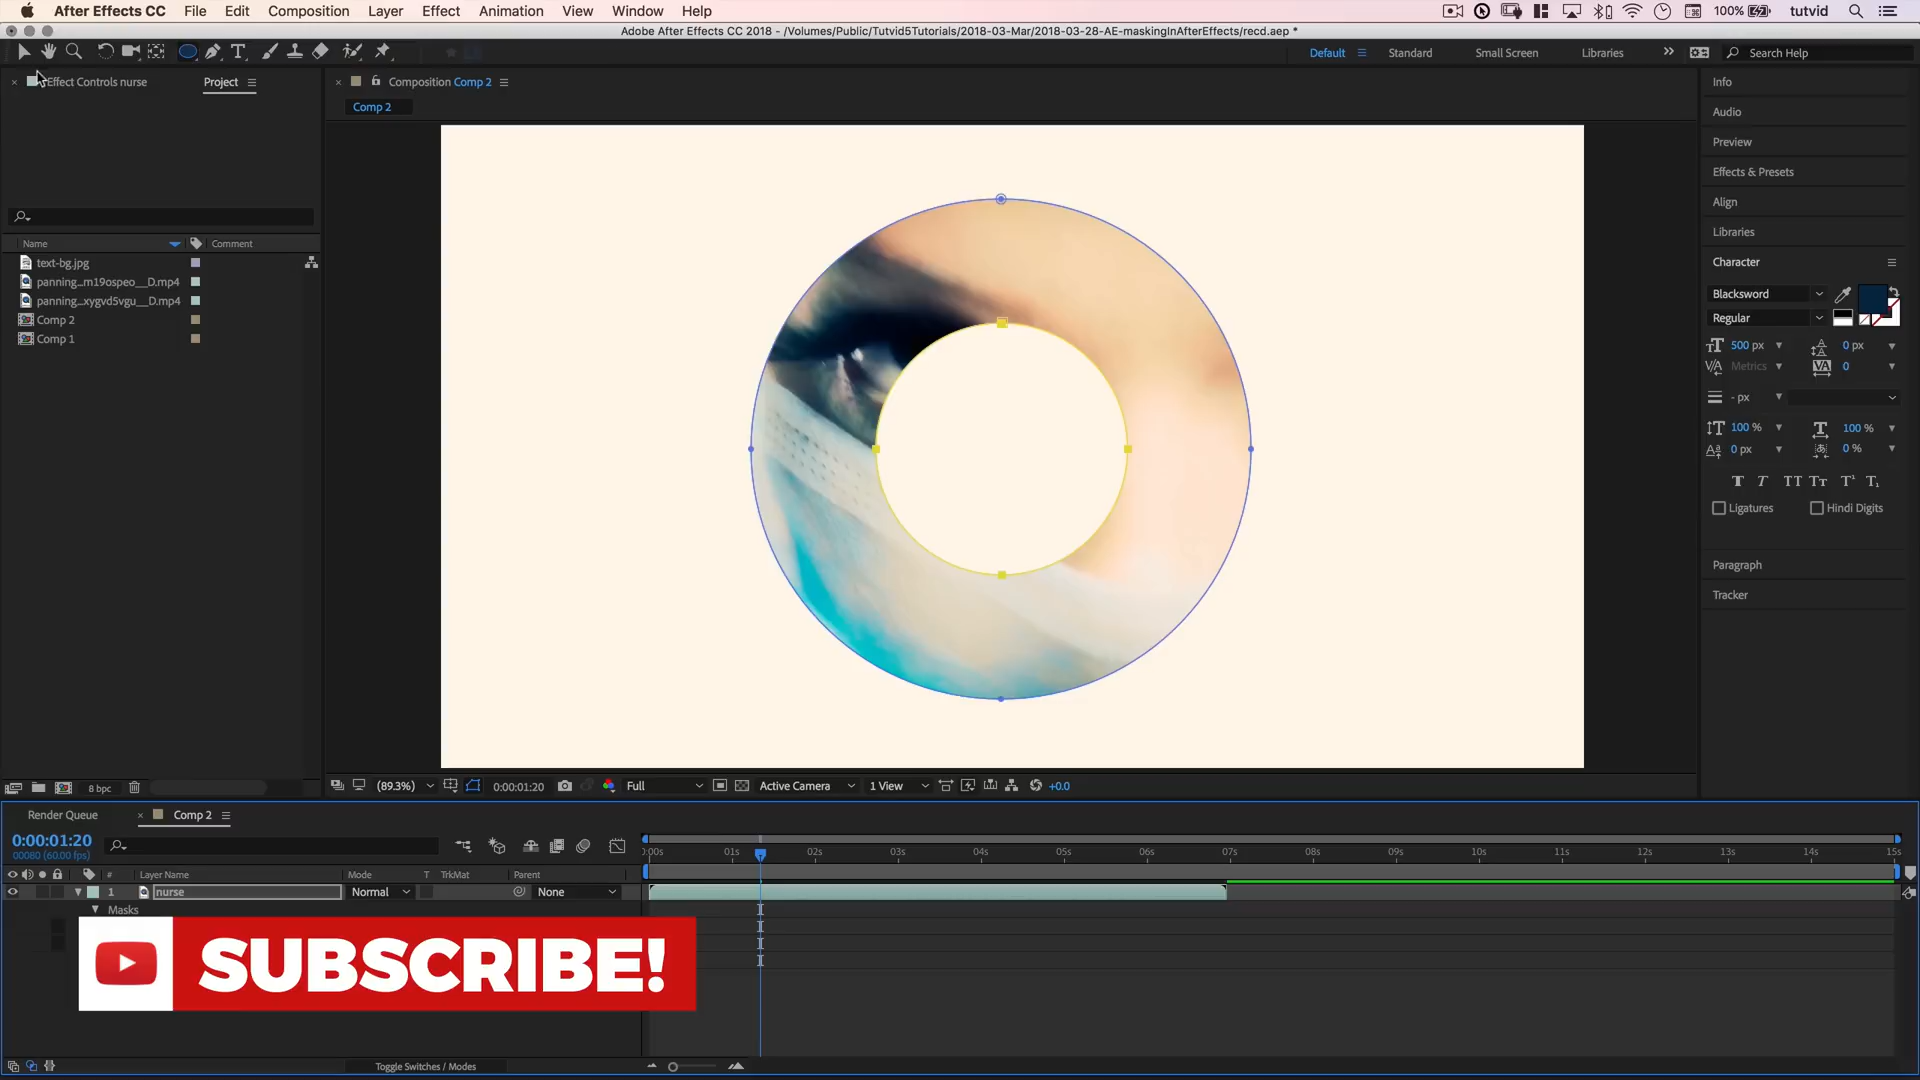 After Effects CC File Edit Composition Layer Effect Animation View Window Help 100% tutvid
Adobe After Effects CC 2018 - /Volumes/Public/Tutvid5Tutorials/2018-03-Mar/2018-03-28-AE-maskingInAfterEffects/recd.aep *
Default Standard Small Screen Libraries Search Help
Effect Controls nurse Project
Composition Comp 2
Comp 2
Name Comment
text-bg.jpg
panning...m19ospeo__D.mp4
panning...xygvd5vgu__D.mp4
Comp 2
Comp 1
8 bpc
(89.3%) 0:00:01:20 Full Active Camera 1 View +0.0
Info
Audio
Preview
Effects & Presets
Align
Libraries
Character
Blacksword
Regular
500 px 0 px
Metrics 0
- px
100 % 100 %
0 px 0 %
Ligatures Hindi Digits
Paragraph
Tracker
Render Queue Comp 2
0:00:01:20
00080 (60.00 fps)
:00s 01s 02s 03s 04s 05s 06s 07s 08s 09s 10s 11s 12s 13s 14s 15s
# Layer Name Mode T TrkMat Parent
1 nurse Normal None
Masks
SUBSCRIBE!
Toggle Switches / Modes